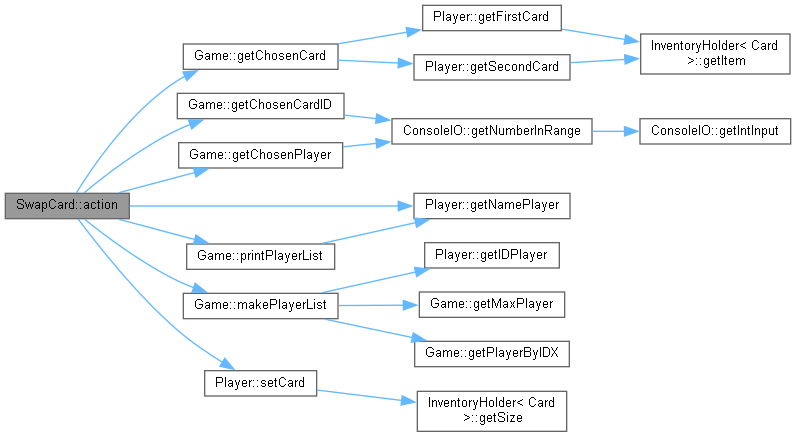 Player::getFirstCard
Game::getChosenCard
InventoryHolder< Card
>::getItem
Player::getSecondCard
Game::getChosenCardID
ConsoleIO::getNumberInRange
ConsoleIO::getIntInput
Game::getChosenPlayer
SwapCard::action
Player::getNamePlayer
Game::printPlayerList
Player::getIDPlayer
Game::makePlayerList
Game::getMaxPlayer
Game::getPlayerByIDX
Player::setCard
InventoryHolder< Card
>::getSize